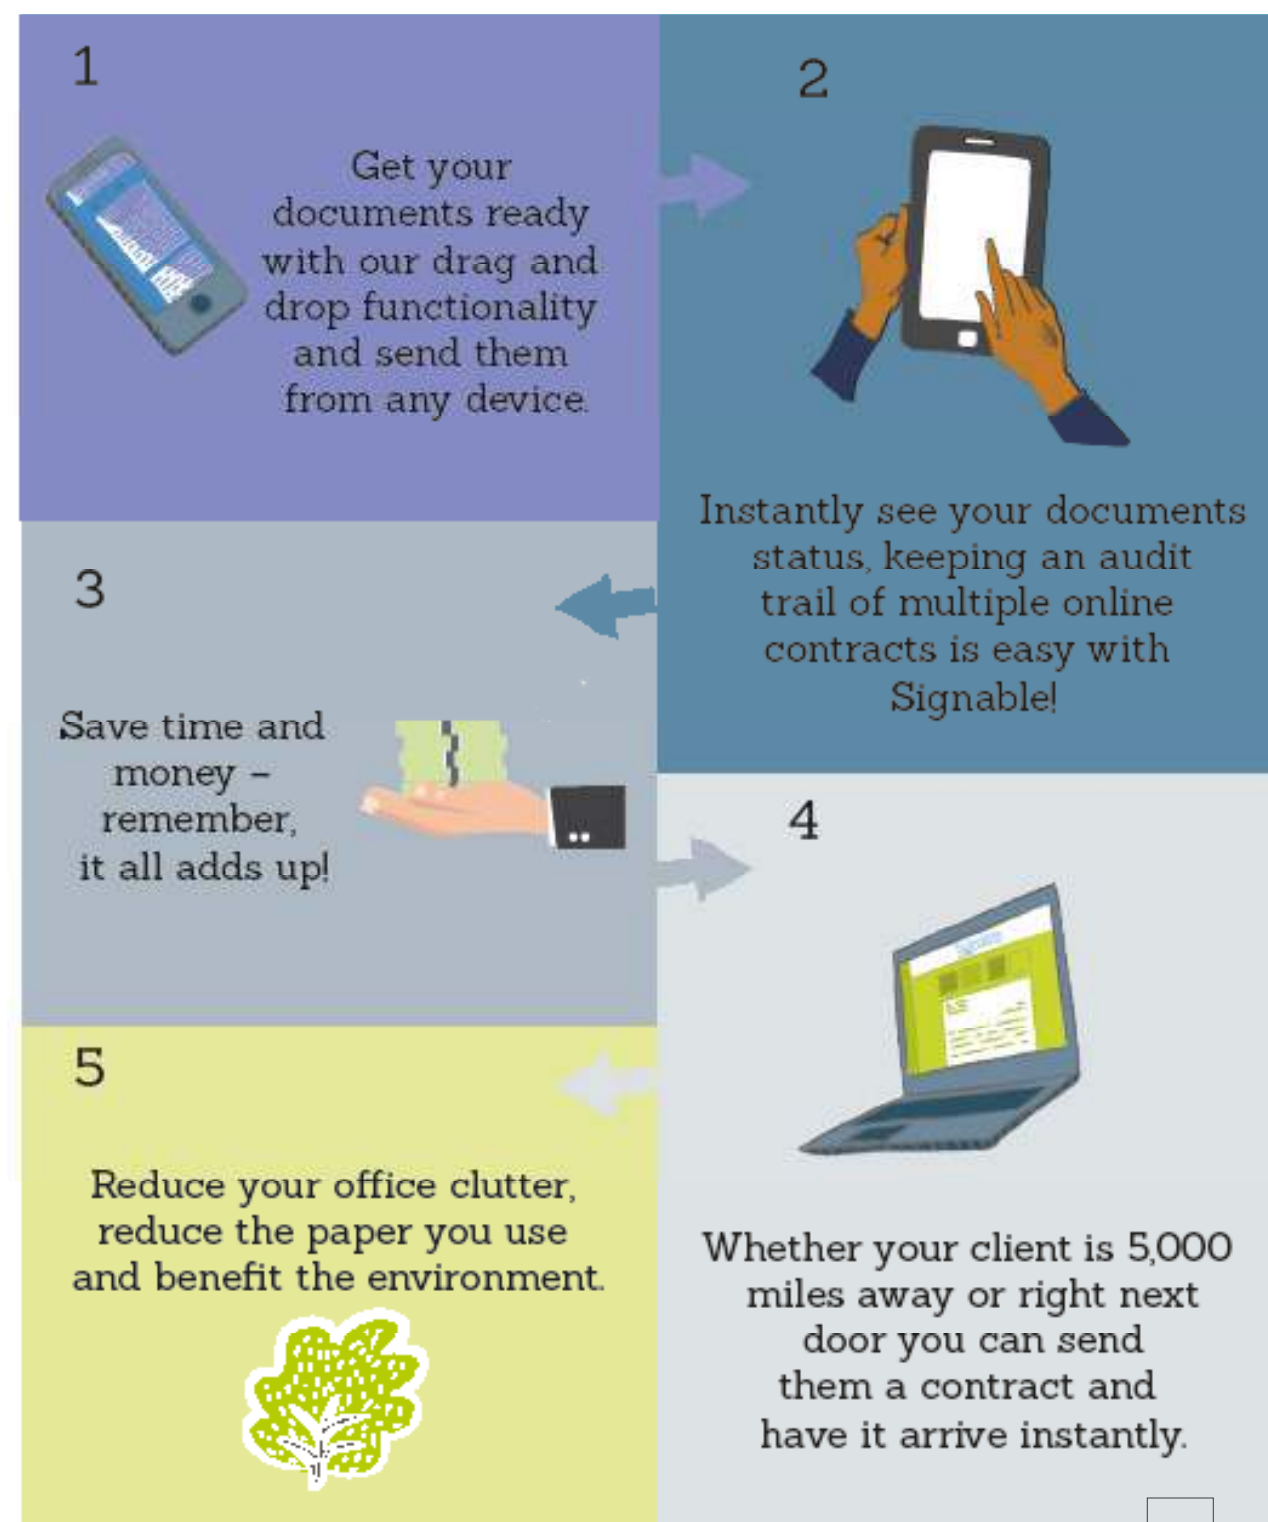 1
Get your
documents ready
with our drag and
drop functionality
and send them
from any device.
2
Instantly see your documents
status, keeping an audit
trail of multiple online
contracts is easy with
Signable!
3
Save time and
money –
remember,
it all adds up!
4
Whether your client is 5,000
miles away or right next
door you can send
them a contract and
have it arrive instantly.
5
Reduce your office clutter,
reduce the paper you use
and benefit the environment.